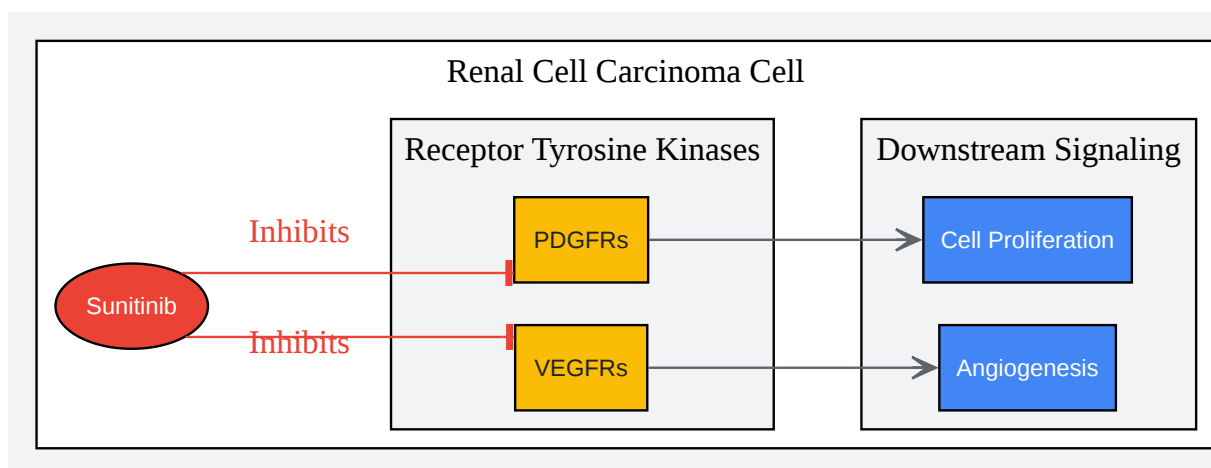 Renal Cell Carcinoma Cell
Receptor Tyrosine Kinases
Downstream Signaling
Inhibits
PDGFRs
Cell Proliferation
Sunitinib
Inhibits
VEGFRs
Angiogenesis